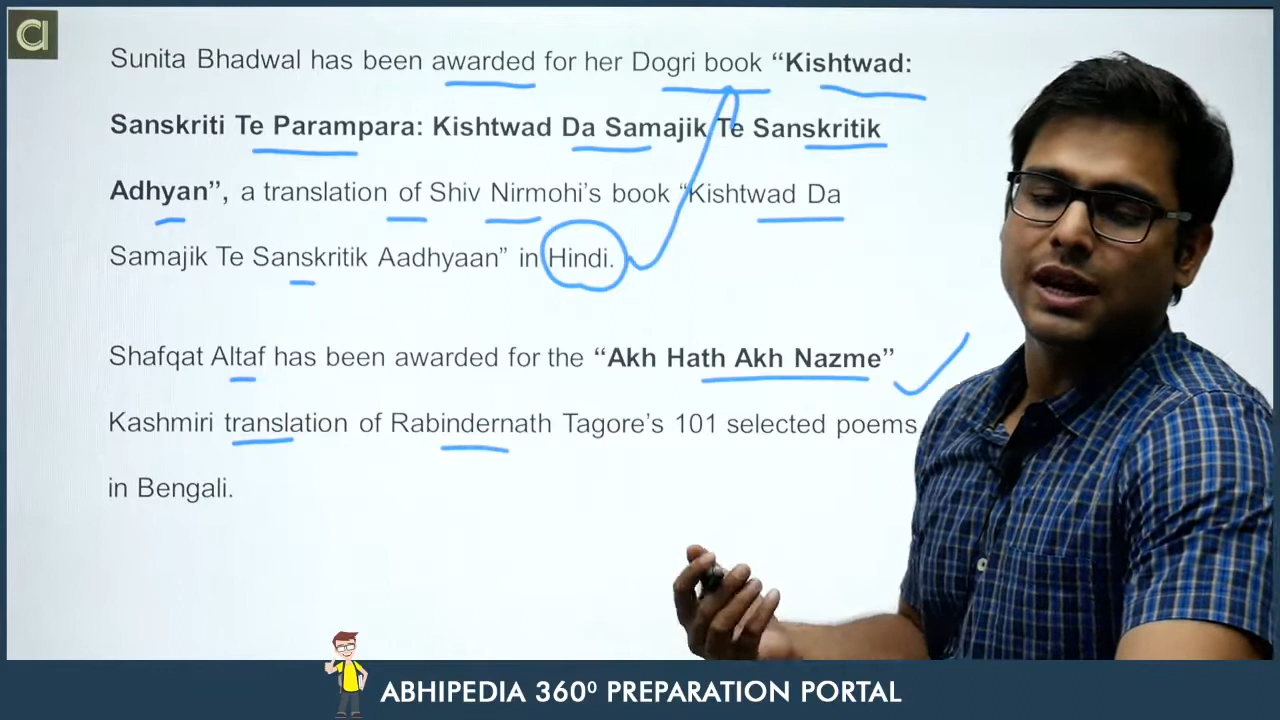 Sunita Bhadwal has been awarded for her Dogri book “Kishtwad:
Sanskriti Te Parampara: Kishtwad Da Samajik Te Sanskritik
Adhyan”, a translation of Shiv Nirmohi’s book “Kishtwad Da
Samajik Te Sanskritik Aadhyaan” in Hindi.
Shafqat Altaf has been awarded for the “Akh Hath Akh Nazme”
Kashmiri translation of Rabindernath Tagore’s 101 selected poems
in Bengali.
ABHIPEDIA 360⁰ PREPARATION PORTAL